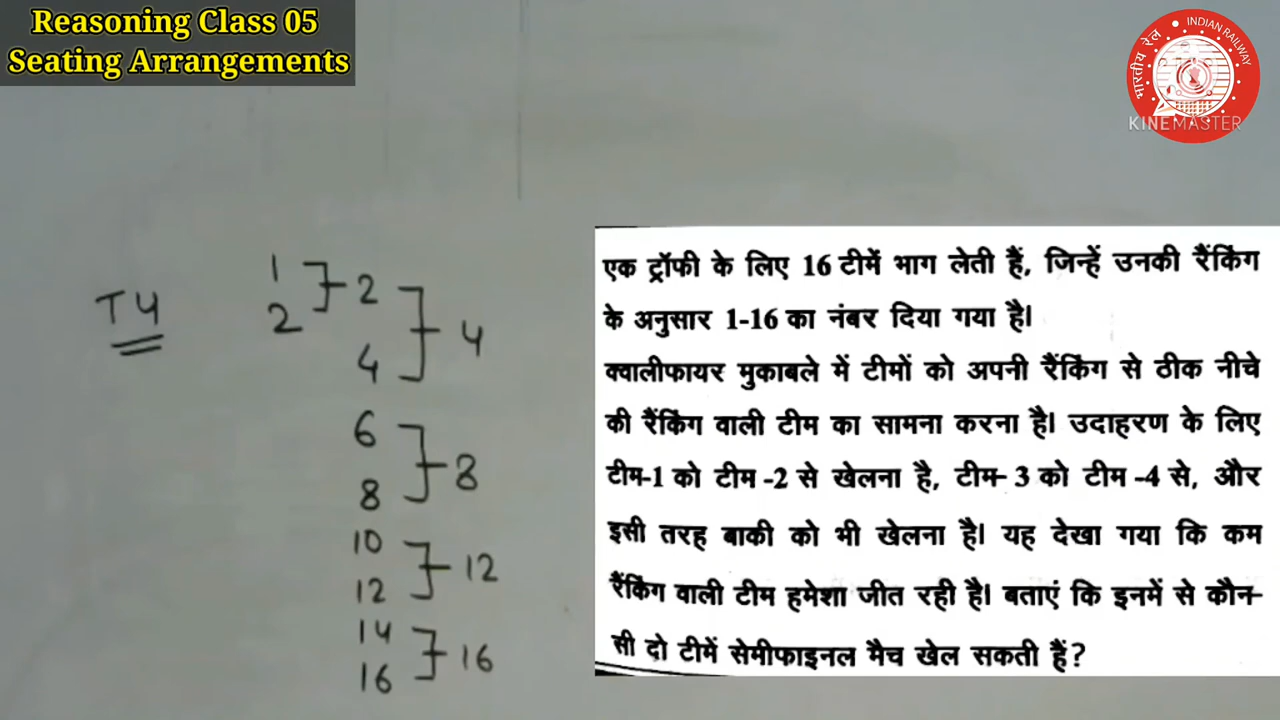 Reasoning Class 05
Seating Arrangements
भारतीय रेल INDIAN RAILWAY
KINEMASTER
T4
1
2
2
4
4
6
8
8
10
12
12
14
16
16
एक ट्रॉफी के लिए 16 टीमें भाग लेती हैं, जिन्हें उनकी रैंकिंग
के अनुसार 1-16 का नंबर दिया गया है।
क्वालीफायर मुकाबले में टीमों को अपनी रैंकिंग से ठीक नीचे
की रैंकिंग वाली टीम का सामना करना है। उदाहरण के लिए
टीम-1 को टीम -2 से खेलना है, टीम- 3 को टीम -4 से, और
इसी तरह बाकी को भी खेलना है। यह देखा गया कि कम
रैंकिंग वाली टीम हमेशा जीत रही है। बताएं कि इनमें से कौन-
सी दो टीमें सेमीफाइनल मैच खेल सकती हैं?